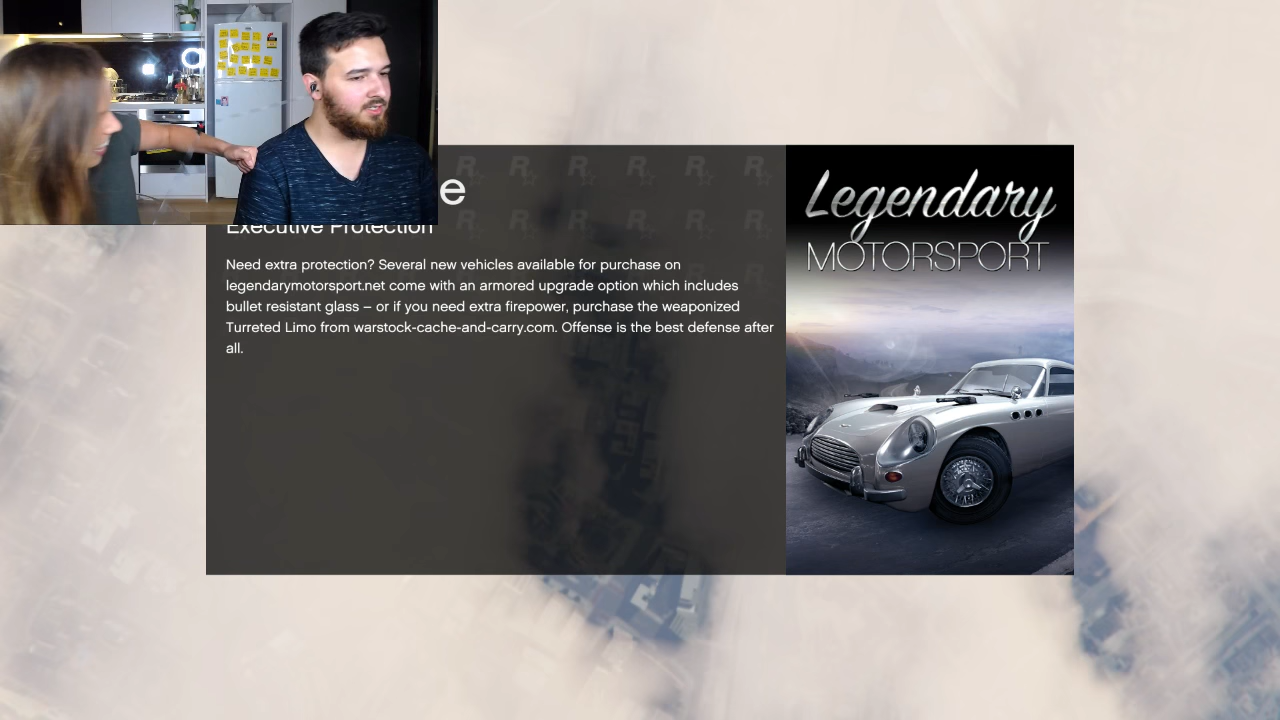 e
Executive Protection
Need extra protection? Several new vehicles available for purchase on
legendarymotorsport.net come with an armored upgrade option which includes
bullet resistant glass – or if you need extra firepower, purchase the weaponized
Turreted Limo from warstock-cache-and-carry.com. Offense is the best defense after
all.
Legendary
MOTORSPORT